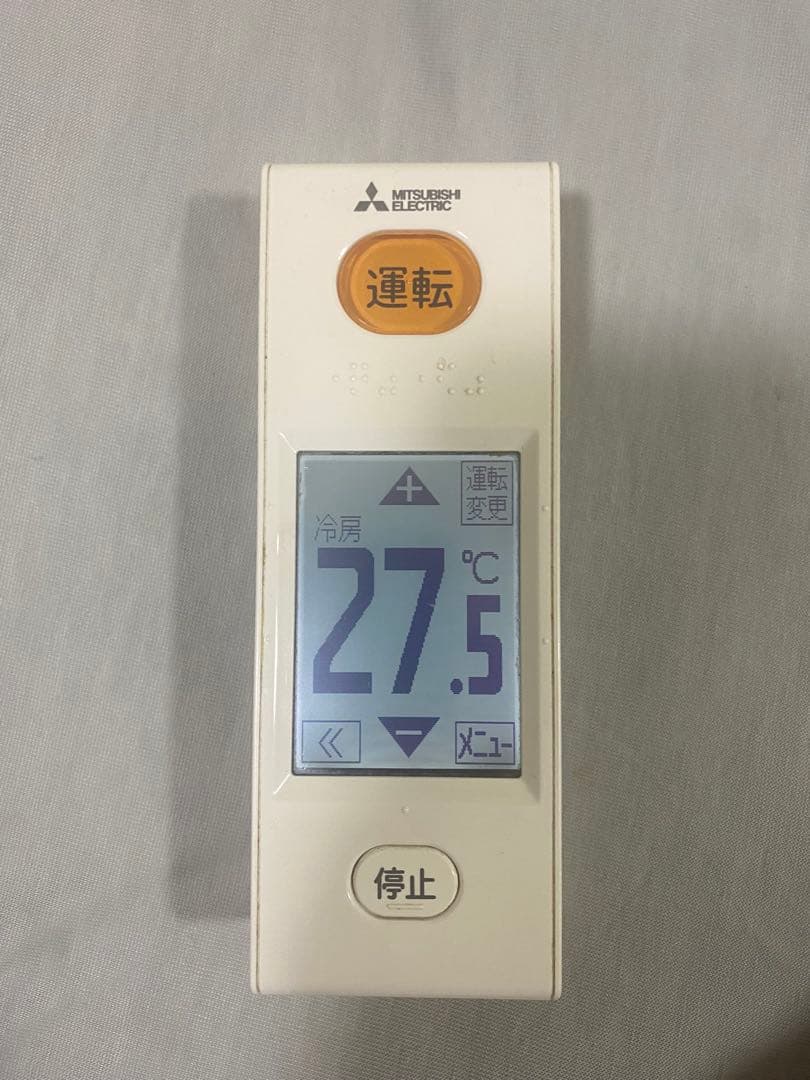 MITSUBISHI
ELECTRIC
運転
+
運転
変更
冷房
27.5℃
−
≪
メニュー
停止